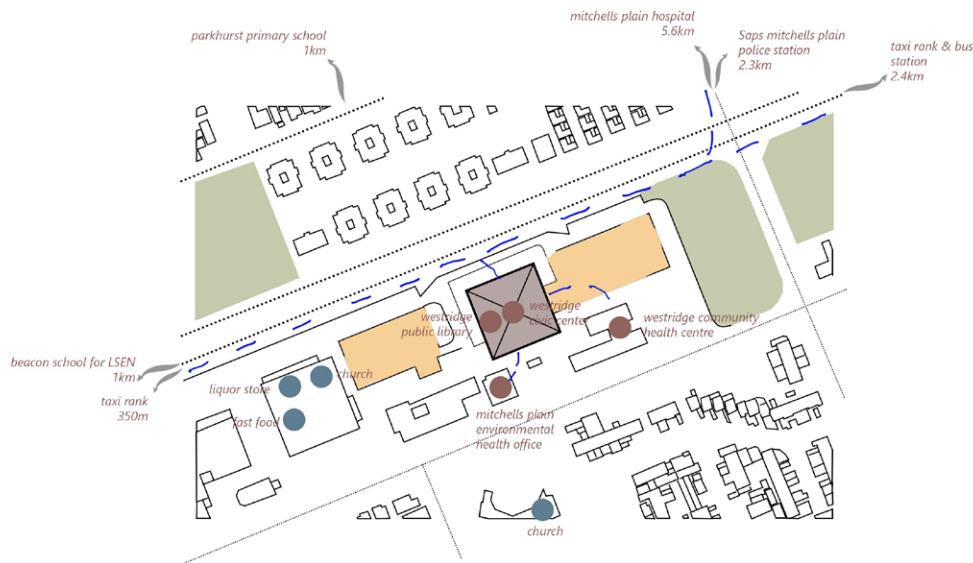 mitchells plain hospital
5.6km
Saps mitchells plain
police station
2.3km
parkhurst primary school
1km
taxi rank & bus
station
2.4km
westridge
public library
westridge
civic center
westridge community
health centre
beacon school for LSEN
1km
taxi rank
350m
liquor store
church
fast food
mitchells plain
environmental
health office
church